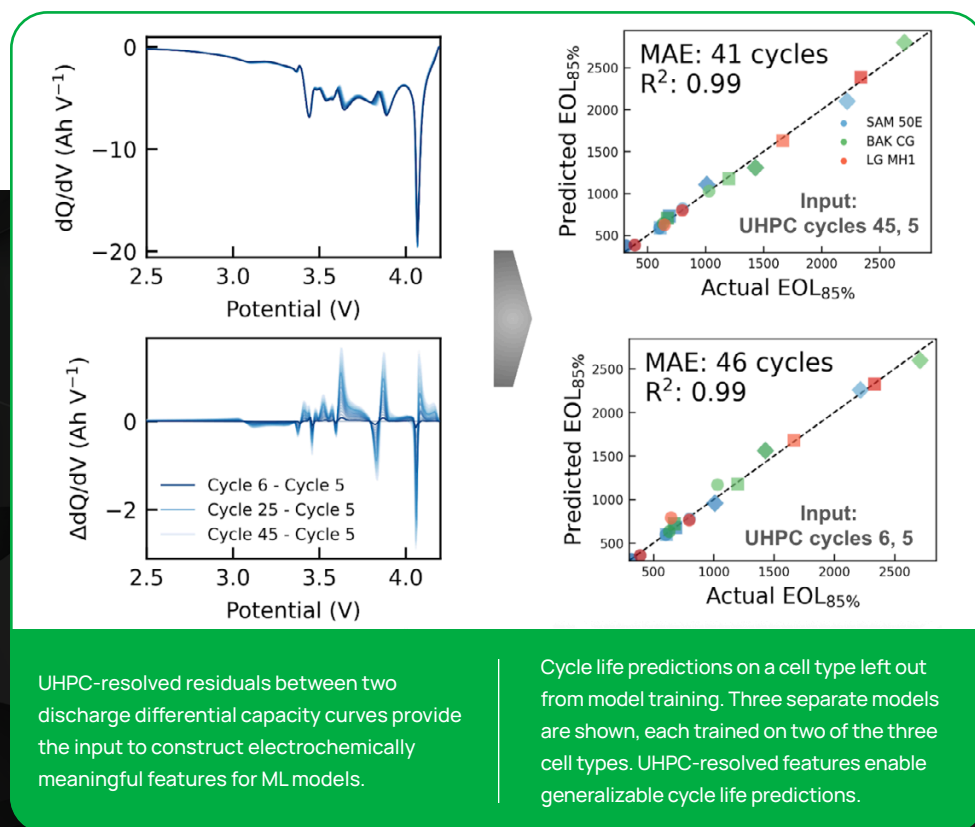 0
−10
−20
dQ/dV (Ah V⁻¹)
2.5 3.0 3.5 4.0
Potential (V)
0
−2
ΔdQ/dV (Ah V⁻¹)
Cycle 6 - Cycle 5
Cycle 25 - Cycle 5
Cycle 45 - Cycle 5
2.5 3.0 3.5 4.0
Potential (V)
MAE: 41 cycles
R²: 0.99
SAM 50E
BAK CG
LG MH1
Input:
UHPC cycles 45, 5
2500
2000
1500
1000
500
Predicted EOL₈₅%
500 1000 1500 2000 2500
Actual EOL₈₅%
MAE: 46 cycles
R²: 0.99
Input:
UHPC cycles 6, 5
2500
2000
1500
1000
500
Predicted EOL₈₅%
500 1000 1500 2000 2500
Actual EOL₈₅%
UHPC-resolved residuals between two
discharge differential capacity curves provide
the input to construct electrochemically
meaningful features for ML models.
Cycle life predictions on a cell type left out
from model training. Three separate models
are shown, each trained on two of the three
cell types. UHPC-resolved features enable
generalizable cycle life predictions.